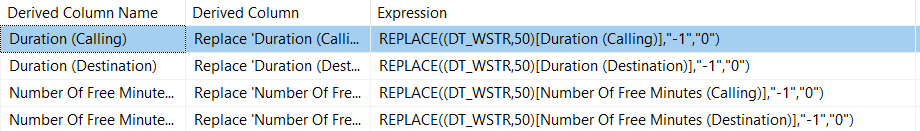 Derived Column Name Derived Column Expression
Duration (Calling) Replace 'Duration (Calli... REPLACE((DT_WSTR,50)[Duration (Calling)],"-1","0")
Duration (Destination) Replace 'Duration (Dest... REPLACE((DT_WSTR,50)[Duration (Destination)],"-1","0")
Number Of Free Minute... Replace 'Number Of Fre... REPLACE((DT_WSTR,50)[Number Of Free Minutes (Calling)],"-1","0")
Number Of Free Minute... Replace 'Number Of Fre... REPLACE((DT_WSTR,50)[Number Of Free Minutes (Destination)],"-1","0")